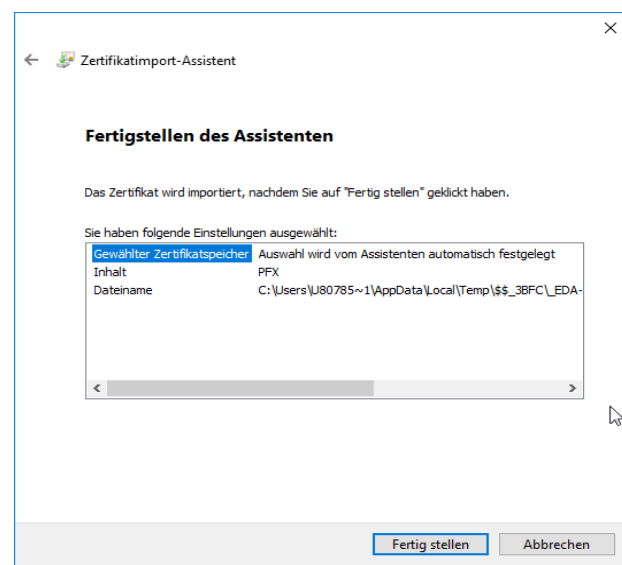 Zertifikatimport-Assistent
Fertigstellen des Assistenten
Das Zertifikat wird importiert, nachdem Sie auf "Fertig stellen" geklickt haben.
Sie haben folgende Einstellungen ausgewählt:
Gewählter Zertifikatspeicher Auswahl wird vom Assistenten automatisch festgelegt
Inhalt PFX
Dateiname C:\Users\U80785~1\AppData\Local\Temp\$$_3BFC\_EDA-
Fertig stellen Abbrechen